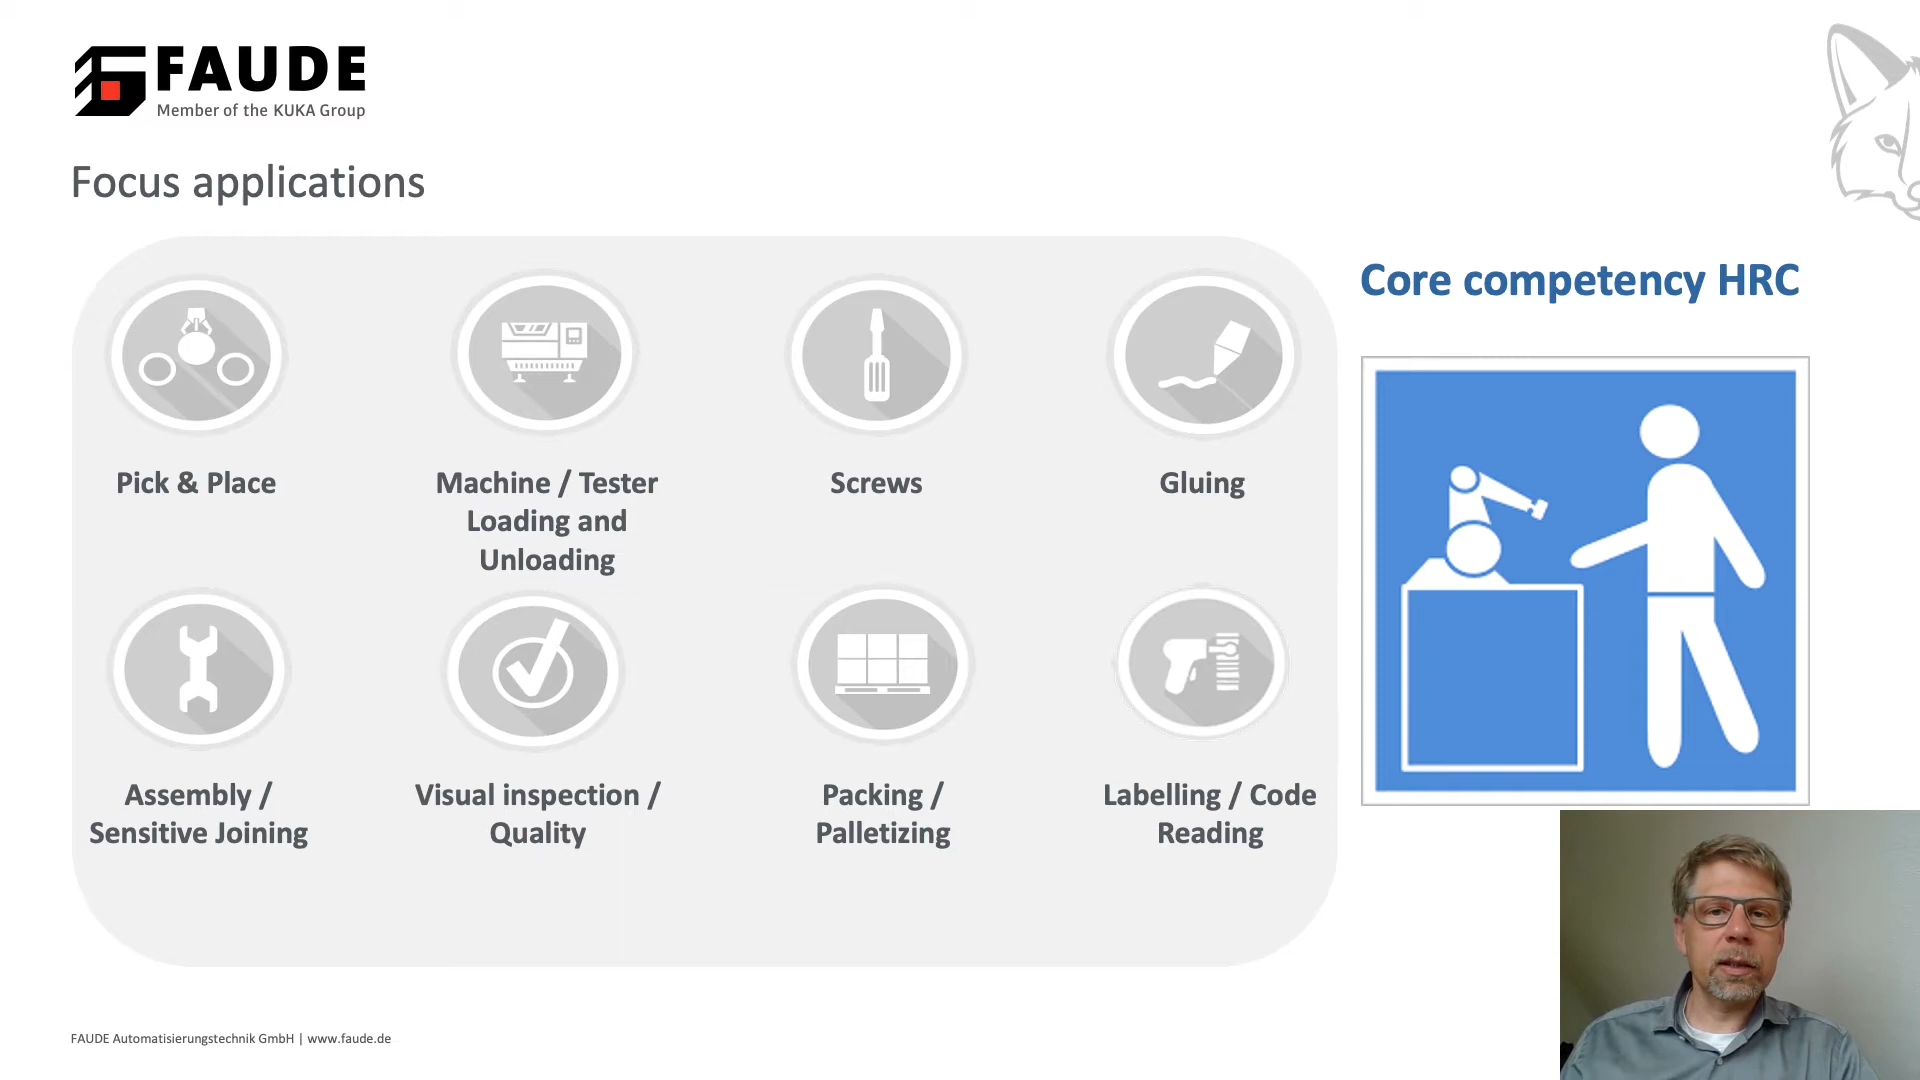 FAUDE
Member of the KUKA Group
Focus applications
Core competency HRC
Pick & Place
Machine / Tester
Loading and
Unloading
Screws
Gluing
Assembly /
Sensitive Joining
Visual inspection /
Quality
Packing /
Palletizing
Labelling / Code
Reading
FAUDE Automatisierungstechnik GmbH | www.faude.de